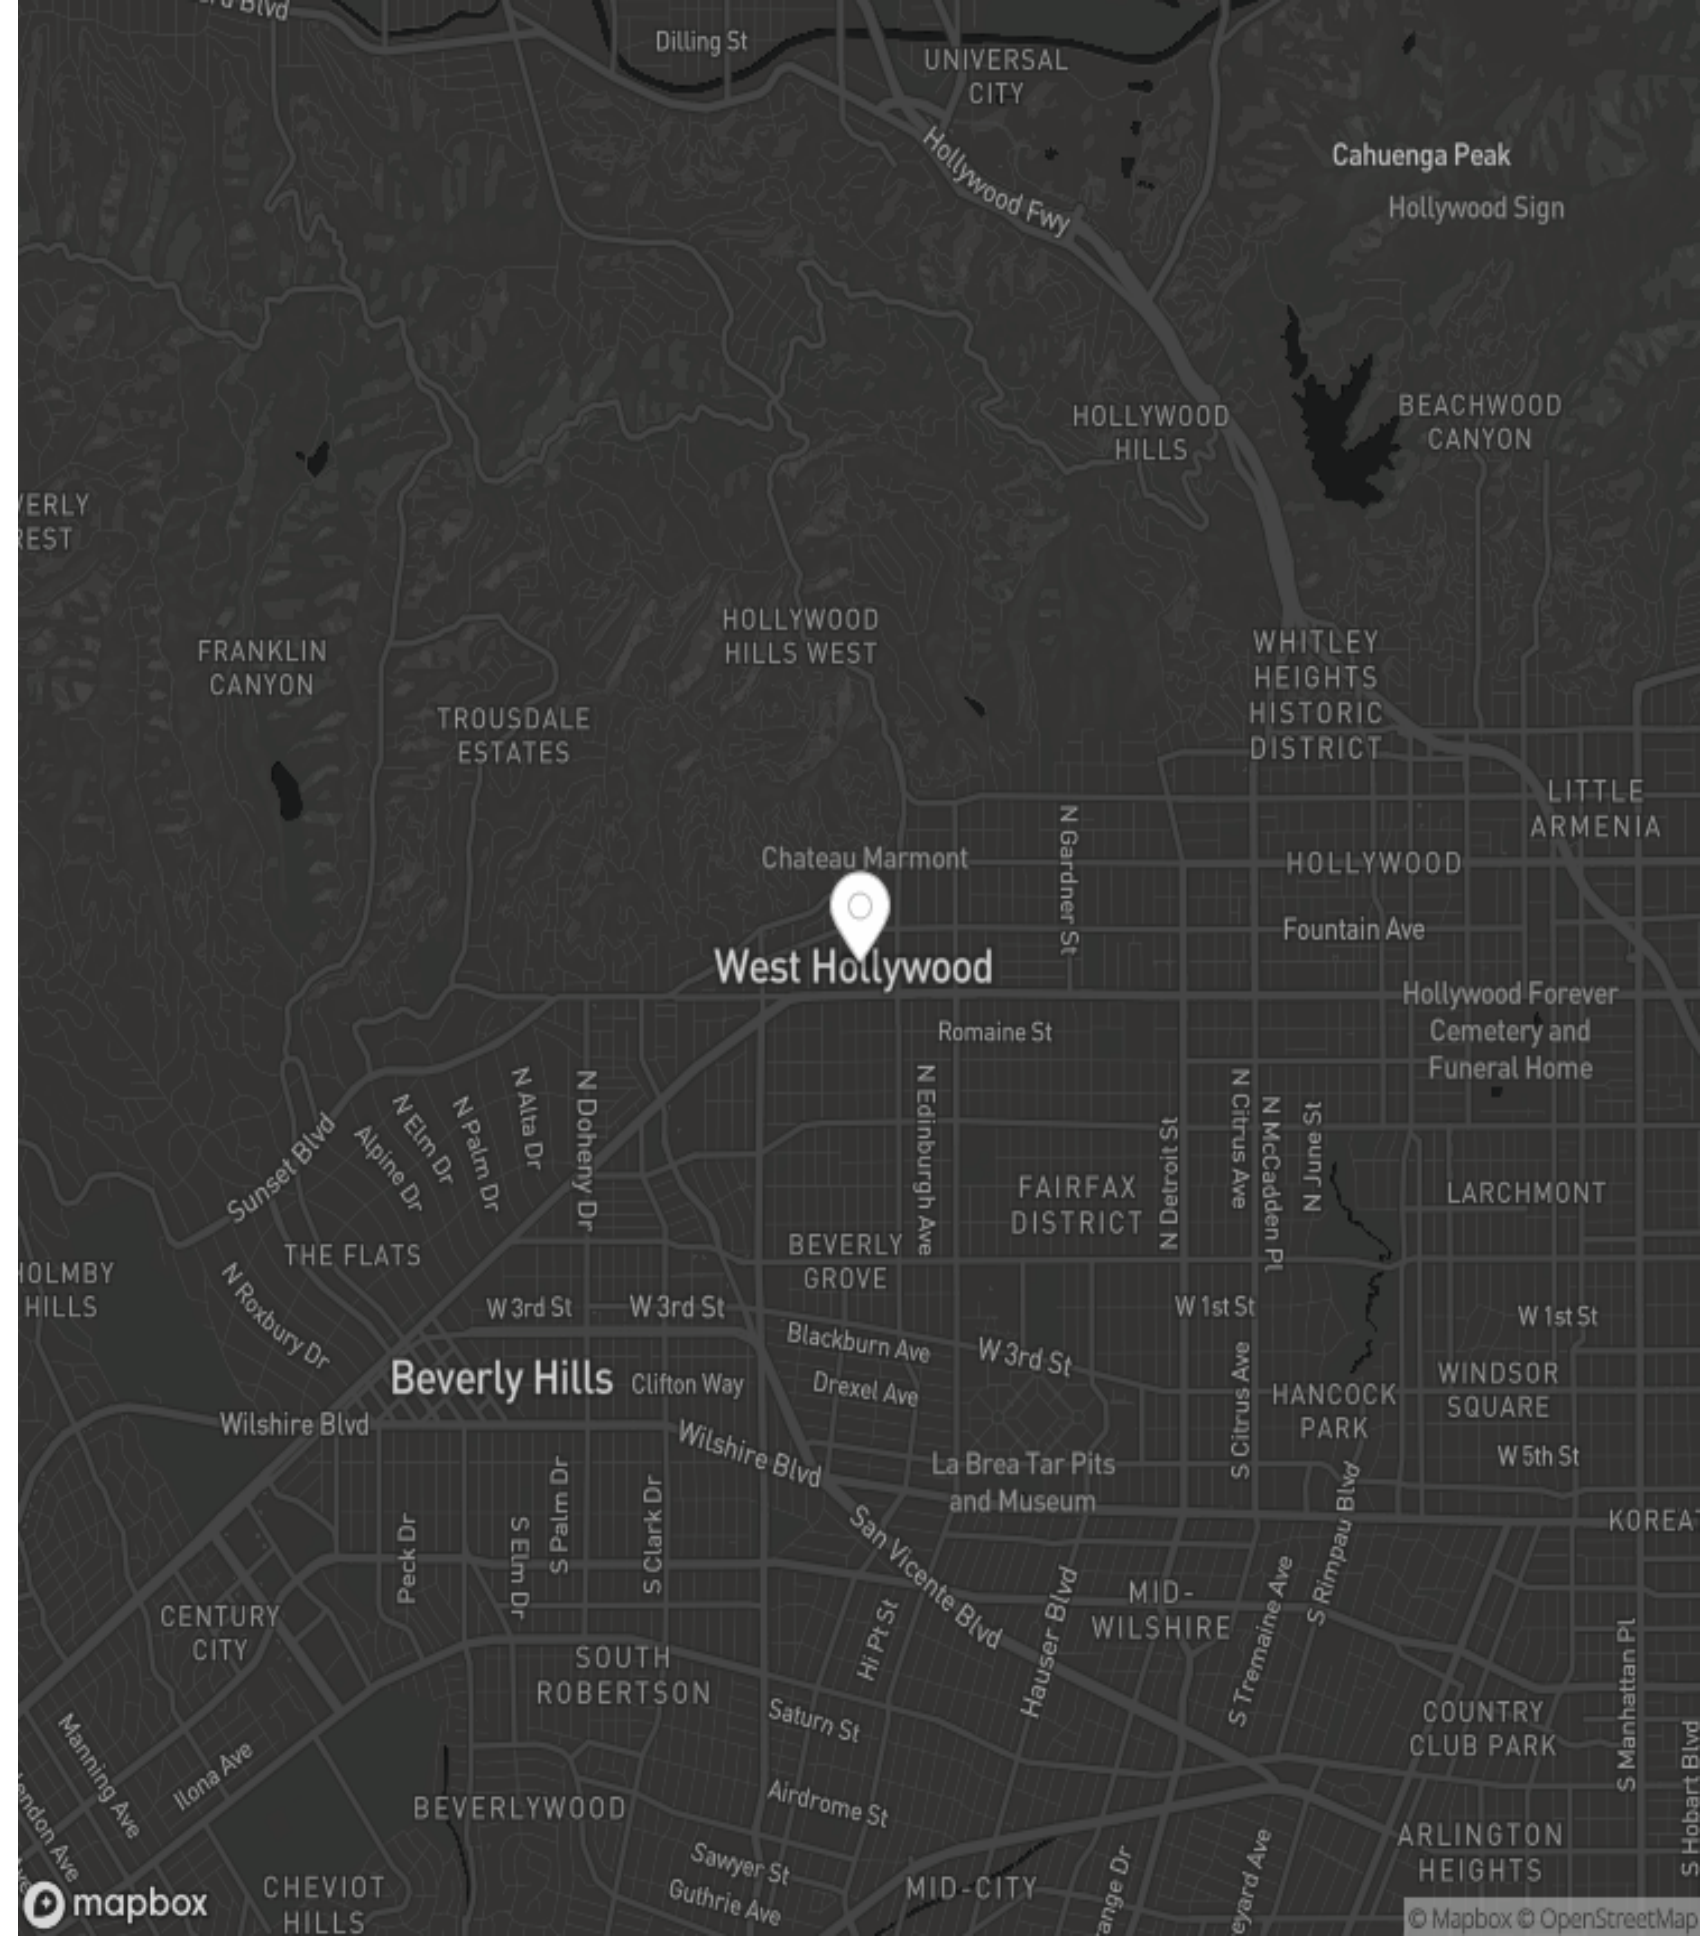 Dilling St
UNIVERSAL
CITY
Hollywood Fwy
Cahuenga Peak
Hollywood Sign
HOLLYWOOD
HILLS
BEACHWOOD
CANYON
FRANKLIN
CANYON
HOLLYWOOD
HILLS WEST
TROUSDALE
ESTATES
WHITLEY
HEIGHTS
HISTORIC
DISTRICT
LITTLE
ARMENIA
N Gardner St
Chateau Marmont
HOLLYWOOD
Fountain Ave
West Hollywood
Hollywood Forever
Cemetery and
Funeral Home
Romaine St
N Alta Dr
N Doheny Dr
N Elm Dr
N Palm Dr
Alpine Dr
Sunset Blvd
N Edinburgh Ave
N Detroit St
N Citrus Ave
N McCadden Pl
N June St
FAIRFAX
DISTRICT
LARCHMONT
THE FLATS
BEVERLY
GROVE
HOLMBY
HILLS
N Roxbury Dr
W 3rd St
W 3rd St
W 1st St
W 1st St
Blackburn Ave
W 3rd St
Drexel Ave
Beverly Hills
Clifton Way
S Citrus Ave
HANCOCK
PARK
WINDSOR
SQUARE
Wilshire Blvd
Wilshire Blvd
La Brea Tar Pits
and Museum
W 5th St
Peck Dr
S Elm Dr
S Palm Dr
S Clark Dr
San Vicente Blvd
S Rimpau Blvd
KOREAT
CENTURY
CITY
Hi Pt St
Hauser Blvd
MID-
WILSHIRE
S Tremaine Ave
SOUTH
ROBERTSON
Saturn St
COUNTRY
CLUB PARK
S Manhattan Pl
S Hobart Blvd
Manning Ave
Ilona Ave
BEVERLYWOOD
Airdrome St
ARLINGTON
HEIGHTS
Sawyer St
Guthrie Ave
MID-CITY
CHEVIOT
HILLS
mapbox
© Mapbox © OpenStreetMap